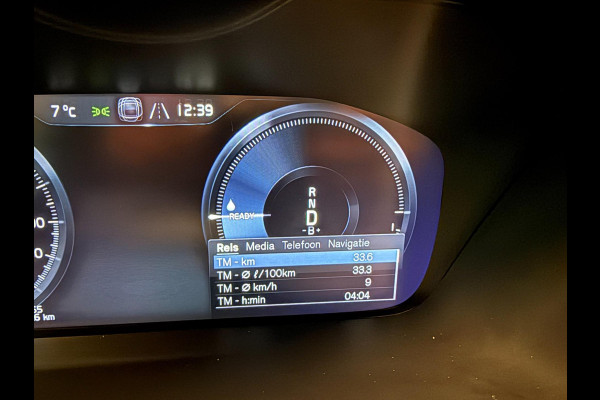 7 °C 12:39
R
N
D
-B+
READY
Reis Media Telefoon Navigatie
TM - km 33.6
TM - Ø ℓ/100km 33.3
TM - Ø km/h 9
TM - h:min 04:04
km